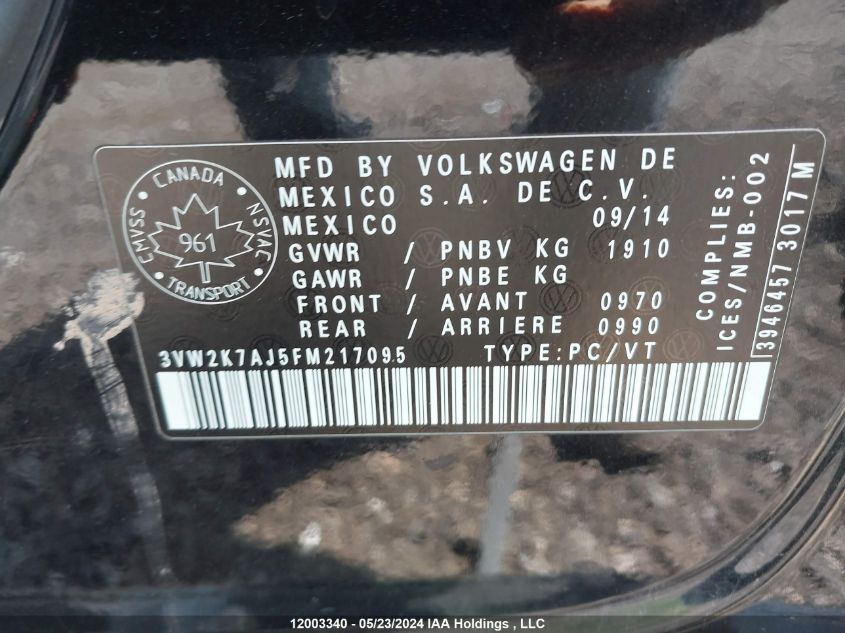 CANADA
CMVSS
NSVAC
961
TRANSPORT
MFD BY VOLKSWAGEN DE
MEXICO S.A. DE C.V.
MEXICO 09/14
GVWR / PNBV KG 1910
GAWR / PNBE KG
FRONT / AVANT 0970
REAR / ARRIERE 0990
3VW2K7AJ5FM217095 TYPE:PC/VT
COMPLIES:
ICES/NMB-002
3946457 3017 M
12003340 - 05/23/2024 IAA Holdings , LLC